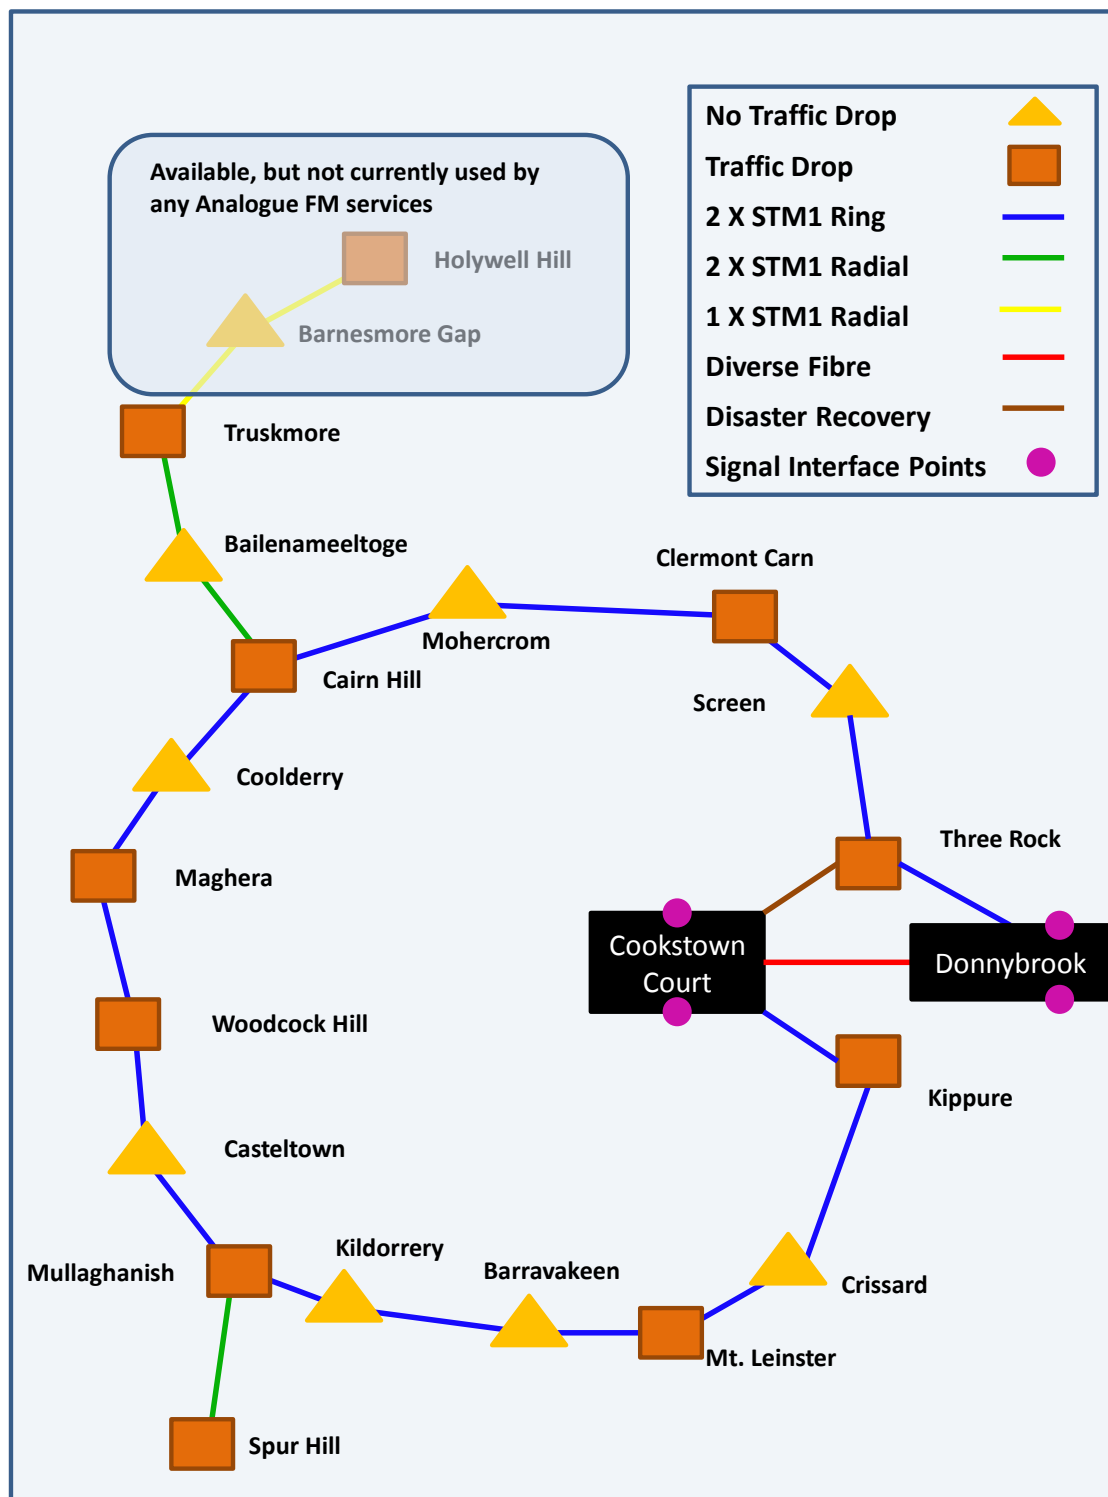 No Traffic Drop
Traffic Drop
2 X STM1 Ring
2 X STM1 Radial
1 X STM1 Radial
Diverse Fibre
Disaster Recovery
Signal Interface Points
Available, but not currently used by
any Analogue FM services
Holywell Hill
Barnesmore Gap
Truskmore
Bailenameeltoge
Clermont Carn
Mohercrom
Cairn Hill
Screen
Coolderry
Three Rock
Maghera
Cookstown
Court
Donnybrook
Woodcock Hill
Kippure
Casteltown
Kildorrery
Mullaghanish
Barravakeen
Crissard
Mt. Leinster
Spur Hill